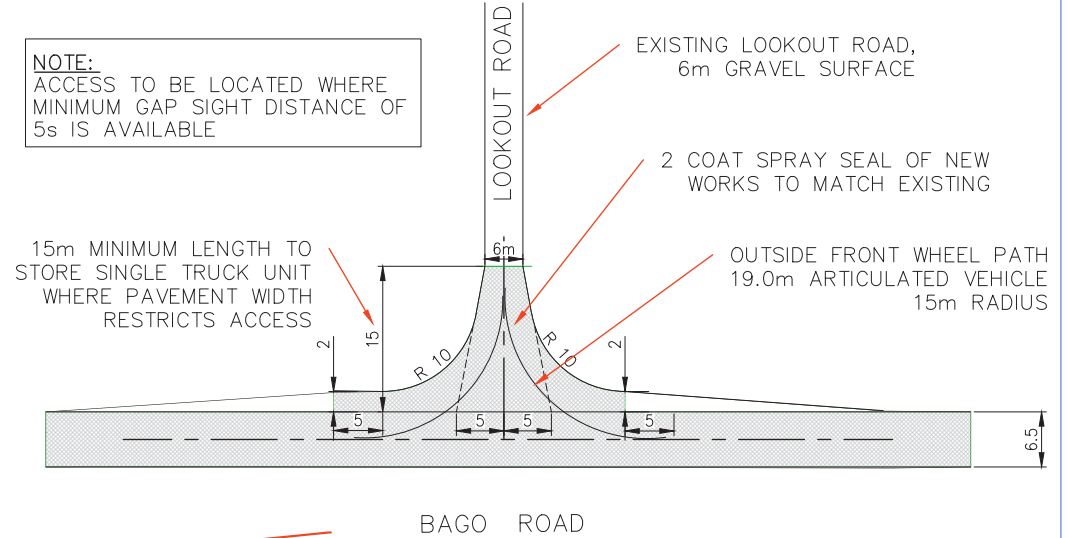 NOTE:
ACCESS TO BE LOCATED WHERE
MINIMUM GAP SIGHT DISTANCE OF
5s IS AVAILABLE
LOOKOUT ROAD
EXISTING LOOKOUT ROAD,
6m GRAVEL SURFACE
2 COAT SPRAY SEAL OF NEW
WORKS TO MATCH EXISTING
15m MINIMUM LENGTH TO
STORE SINGLE TRUCK UNIT
WHERE PAVEMENT WIDTH
RESTRICTS ACCESS
6m
OUTSIDE FRONT WHEEL PATH
19.0m ARTICULATED VEHICLE
15m RADIUS
2
15
R 10
R 10
2
5
5
5
5
6.5
BAGO ROAD